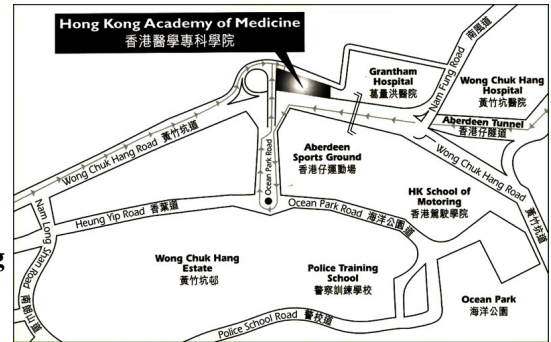 Hong Kong Academy of Medicine
香港醫學專科學院
Grantham
Hospital
葛量洪醫院
Nam Fung Road 南風道
Wong Chuk Hang
Hospital
黃竹坑醫院
Aberdeen Tunnel
香港仔隧道
Wong Chuk Hang Road 黃竹坑道
Ocean Park Road
Aberdeen
Sports Ground
香港仔運動場
Wong Chuk Hang Road 黃竹坑道
HK School of
Motoring
香港駕駛學院
Nam Long Shan Road 南朗山道
Heung Yip Road 香葉道
Ocean Park Road 海洋公園道
Wong Chuk Hang
Estate
黃竹坑邨
Police Training
School
警察訓練學校
Ocean Park
海洋公園
Police School Road 警校道
g